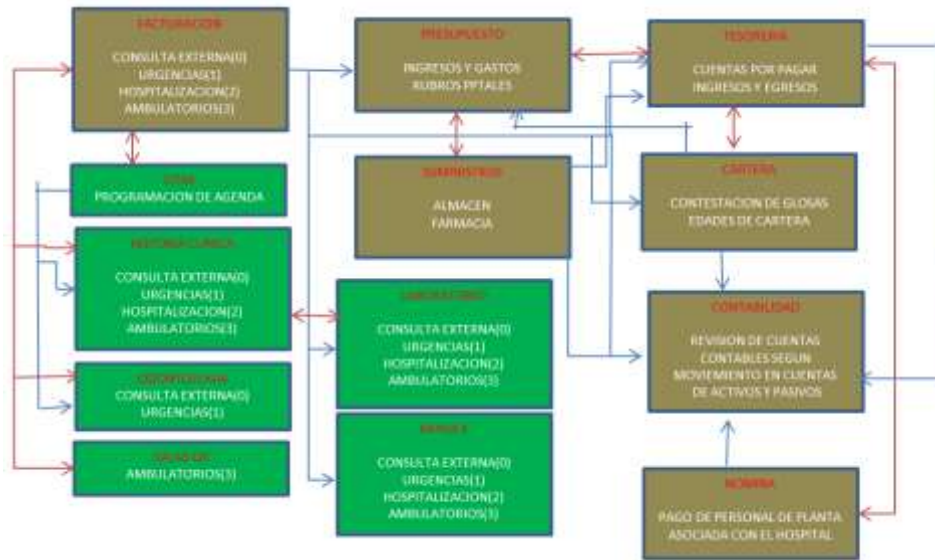 FACTURACION
CONSULTA EXTERNA(0)
URGENCIAS(1)
HOSPITALIZACION(2)
AMBULATORIOS(3)
PRESUPUESTO
INGRESOS Y GASTOS
RUBROS PPTALES
TESORERIA
CUENTAS POR PAGAR
INGRESOS Y EGRESOS
CITAS
PROGRAMACION DE AGENDA
SUMINISTROS
ALMACEN
FARMACIA
CARTERA
CONTESTACION DE GLOSAS
EDADES DE CARTERA
HISTORIA CLINICA
CONSULTA EXTERNA(0)
URGENCIAS(1)
HOSPITALIZACION(2)
AMBULATORIOS(3)
LABORATORIO
CONSULTA EXTERNA(0)
URGENCIAS(1)
HOSPITALIZACION(2)
AMBULATORIOS(3)
CONTABILIDAD
REVISION DE CUENTAS
CONTABLES SEGUN
MOVIEMIENTO EN CUENTAS
DE ACTIVOS Y PASIVOS
ODONTOLOGIA
CONSULTA EXTERNA(0)
URGENCIAS(1)
AMBULATORIOS(3)
CONSULTA EXTERNA(0)
URGENCIAS(1)
HOSPITALIZACION(2)
AMBULATORIOS(3)
NOMINA
PAGO DE PERSONAL DE PLANTA
ASOCIADA CON EL HOSPITAL